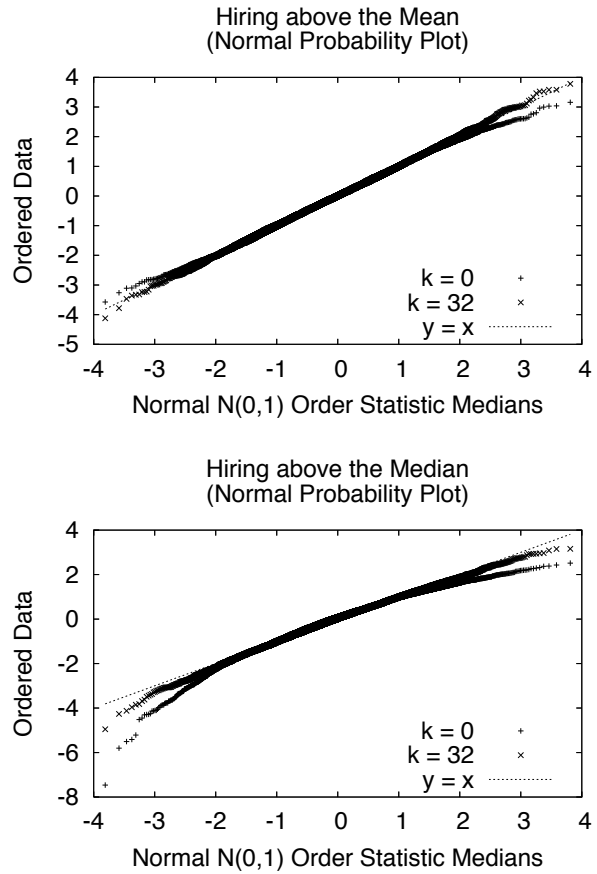 Hiring above the Mean
(Normal Probability Plot)
4
3
2
1
0
-1
-2
-3
-4
-5
Ordered Data
k = 0
k = 32
y = x
-4 -3 -2 -1 0 1 2 3 4
Normal N(0,1) Order Statistic Medians
Hiring above the Median
(Normal Probability Plot)
4
2
0
-2
-4
-6
-8
Ordered Data
k = 0
k = 32
y = x
-4 -3 -2 -1 0 1 2 3 4
Normal N(0,1) Order Statistic Medians